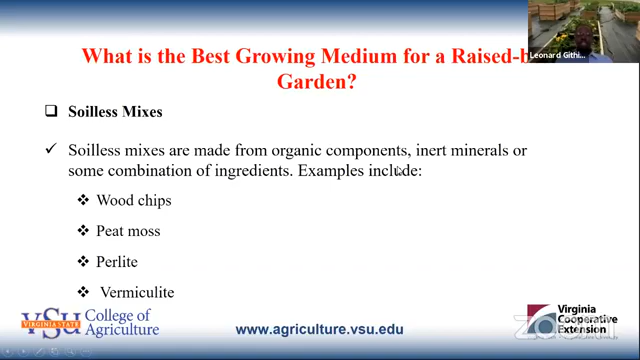 What is the Best Growing Medium for a Raised-b
Garden?
Leonard Githi...
Soilless Mixes
Soilless mixes are made from organic components, inert minerals or
some combination of ingredients. Examples include:
Wood chips
Peat moss
Perlite
Vermiculite
VSU
VIRGINIA STATE
College of
Agriculture
www.agriculture.vsu.edu
Virginia
Cooperative
Extension